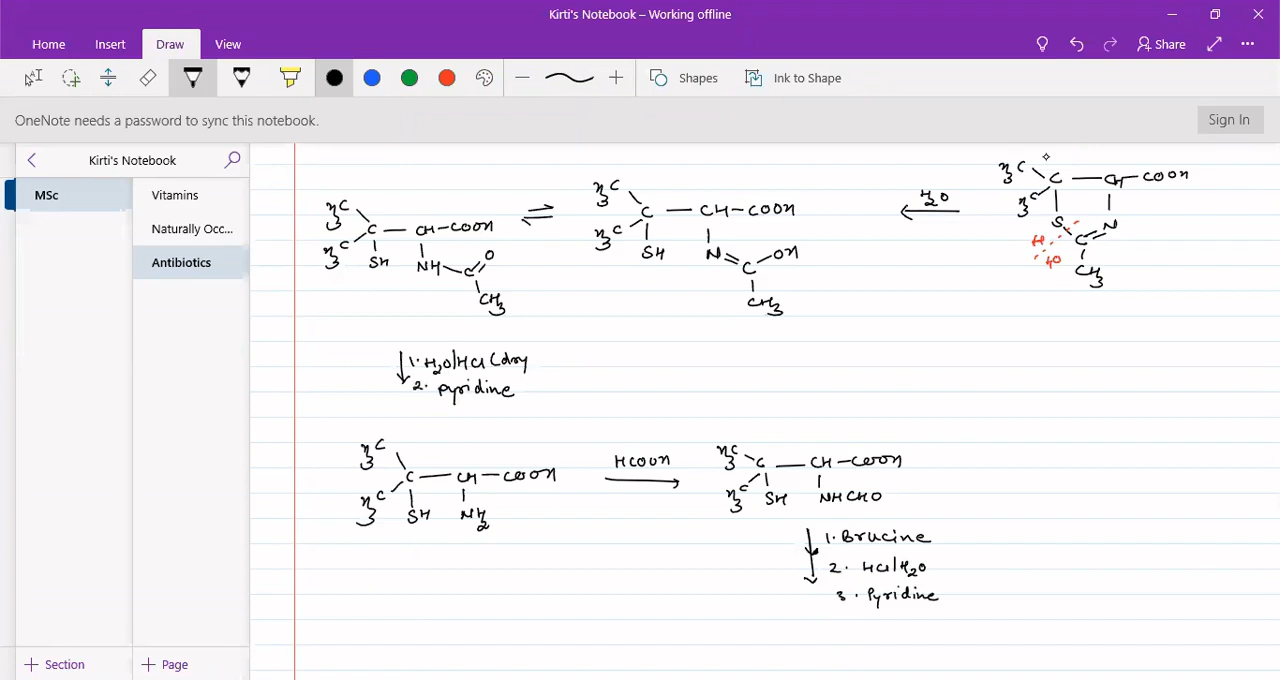 Kirti's Notebook – Working offline
Home Insert Draw View
Share
Shapes Ink to Shape
OneNote needs a password to sync this notebook.
Sign In
Kirti's Notebook
MSc
Vitamins
Naturally Occ...
Antibiotics
Section
Page
H3C
H3C
C — CH — COOH
SH
NH — C = O
CH3
⇌
H3C
H3C
C — CH — COOH
SH
N = C — OH
CH3
H2O
←
H3C
H3C
C — CH — COOH
S
N
C
CH3
H
HO
↓
1. H2O/HCl (dry
2. Pyridine
H3C
H3C
C — CH — COOH
SH
NH2
HCOOH
→
H3C
H3C
C — CH — COOH
SH
NHCHO
↓
1. Brucine
2. HCl/H2O
3. Pyridine